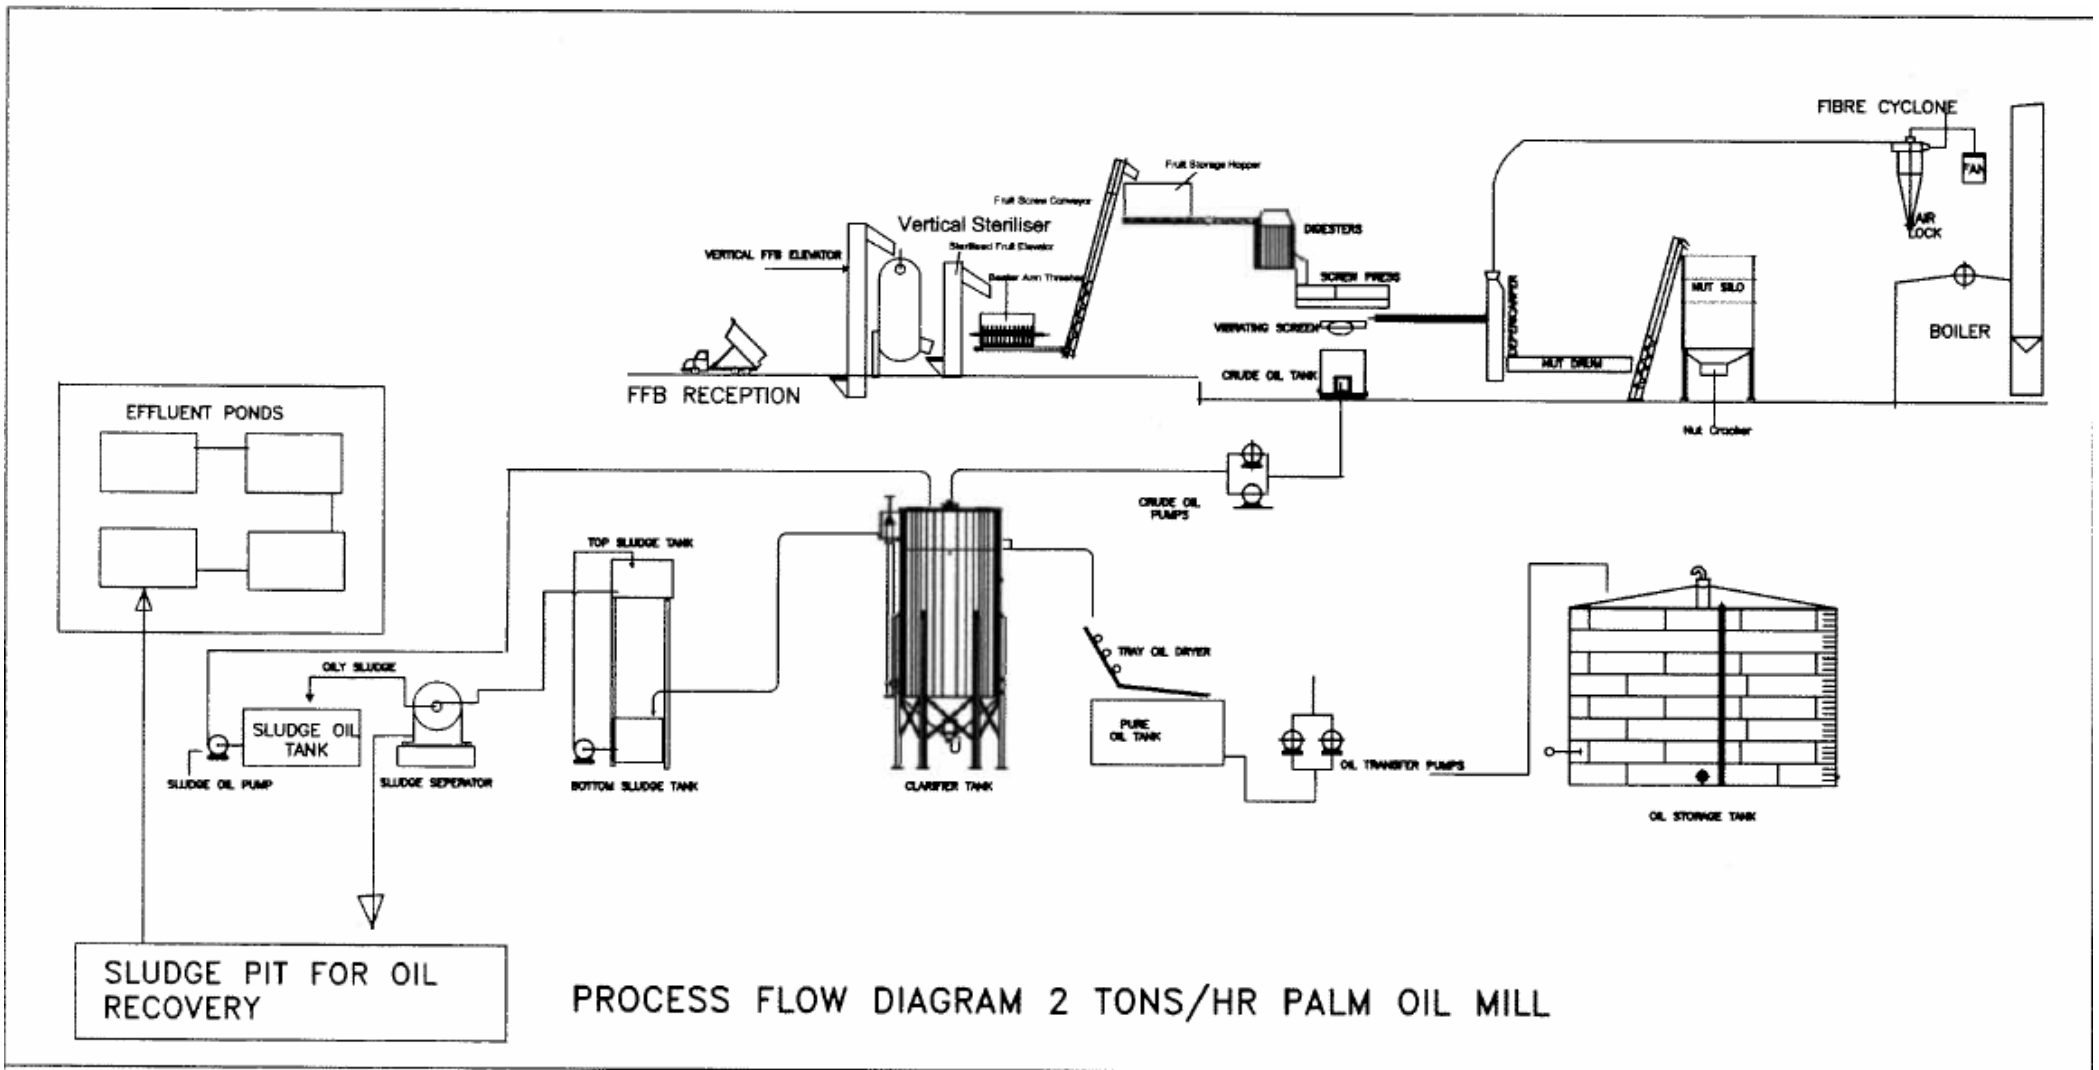 FIBRE CYCLONE
Fruit Storage Hopper
FAN
Fruit Screw Conveyor
Vertical Steriliser
AIR
LOCK
DIGESTERS
Sterilised Fruit Elevator
VERTICAL FFB ELEVATOR
Beater Arm Thresher
SCREW PRESS
NUT SILO
VIBRATING SCREEN
DEPERICARPER
BOILER
NUT DRUM
CRUDE OIL TANK
FFB RECEPTION
EFFLUENT PONDS
Nut Cracker
CRUDE OIL
PUMPS
TOP SLUDGE TANK
TRAY OIL DRYER
OILY SLUDGE
SLUDGE OIL
TANK
PURE
OIL TANK
OIL TRANSFER PUMPS
SLUDGE OIL PUMP
SLUDGE SEPERATOR
BOTTOM SLUDGE TANK
CLARIFIER TANK
OIL STORAGE TANK
SLUDGE PIT FOR OIL
RECOVERY
PROCESS FLOW DIAGRAM 2 TONS/HR PALM OIL MILL